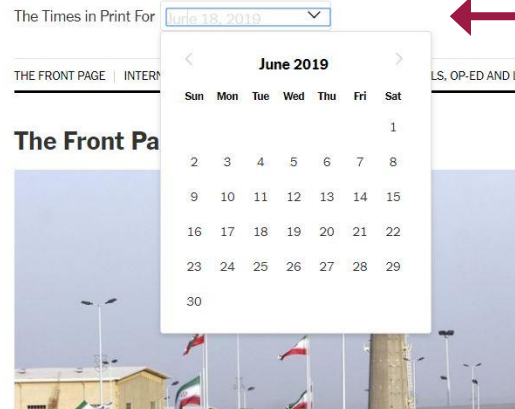 The Times in Print For June 18, 2019
June 2019
THE FRONT PAGE | INTERN LS, OP-ED AND L
Sun Mon Tue Wed Thu Fri Sat
1
The Front Pa
2 3 4 5 6 7 8
9 10 11 12 13 14 15
16 17 18 19 20 21 22
23 24 25 26 27 28 29
30